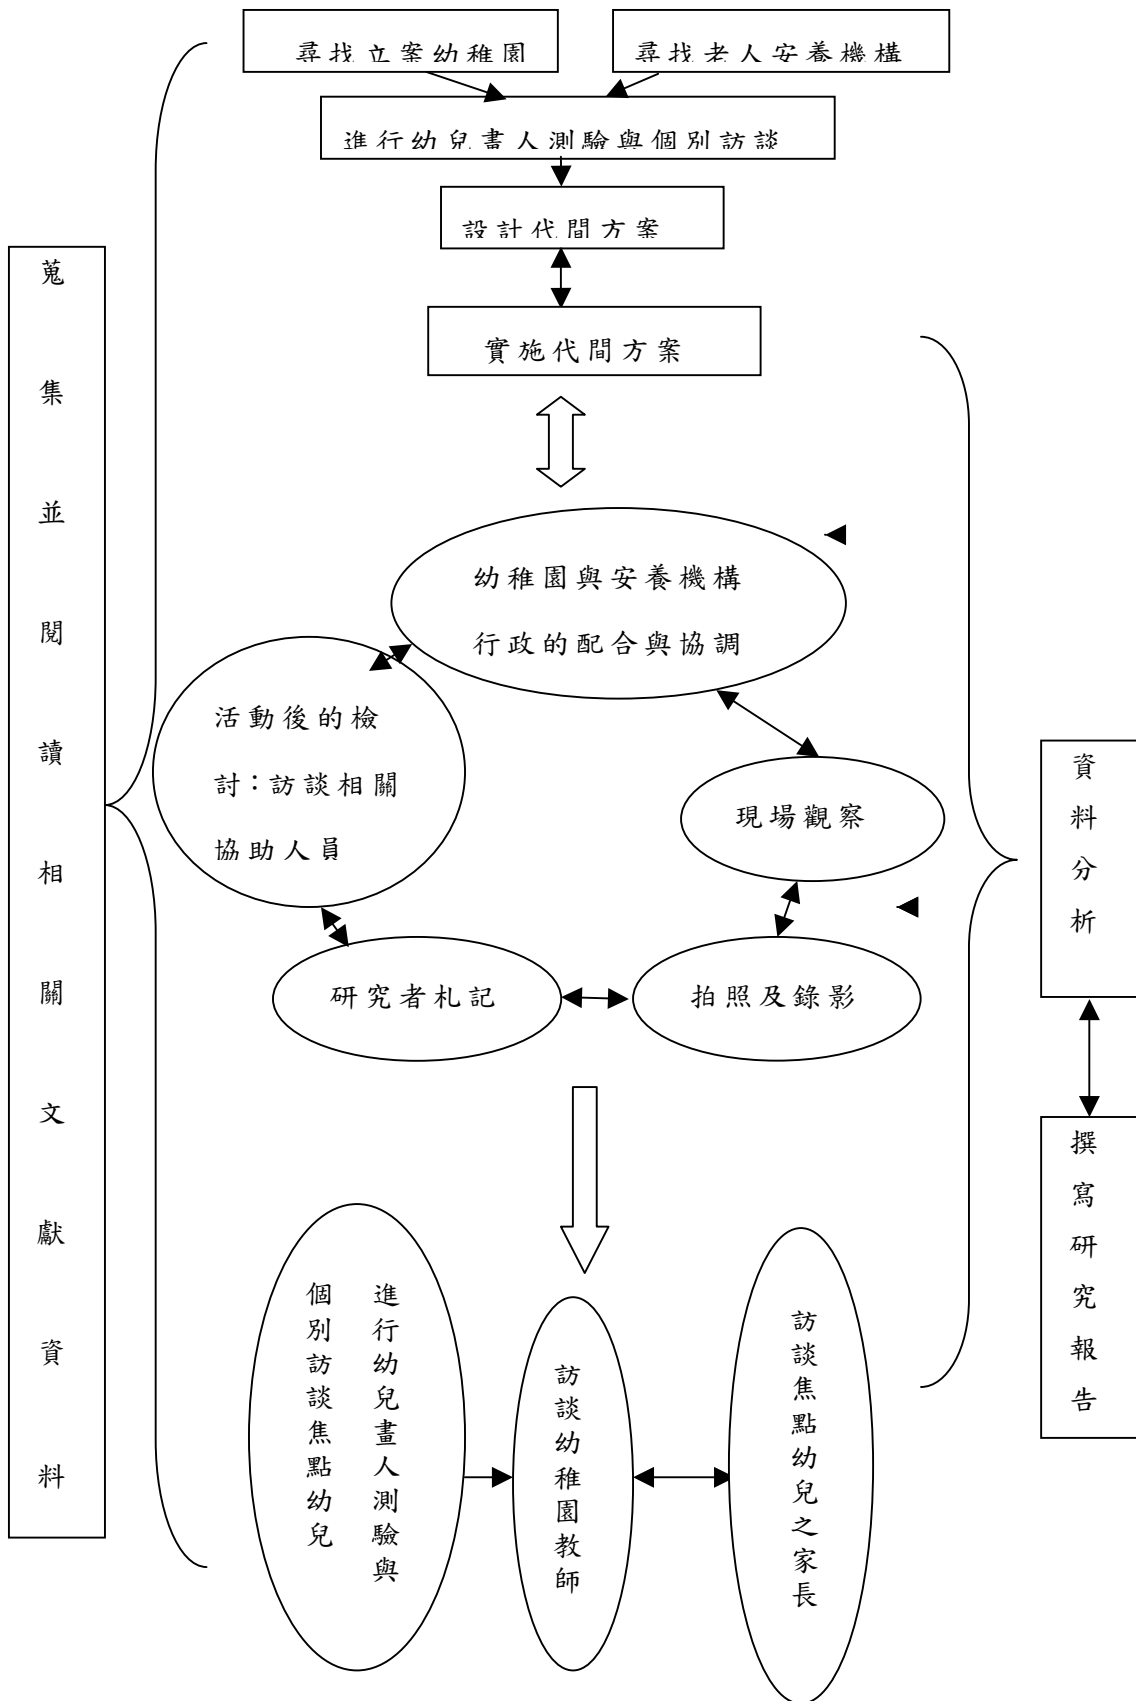 尋找立案幼稚園
尋找老人安養機構
進行幼兒畫人測驗與個別訪談
設計代間方案
實施代間方案
蒐集並閱讀相關文獻資料
幼稚園與安養機構
行政的配合與協調
活動後的檢
討：訪談相關
協助人員
現場觀察
研究者札記
拍照及錄影
資料分析
撰寫研究報告
進行幼兒畫人測驗與
個別訪談焦點幼兒
訪談幼稚園教師
訪談焦點幼兒之家長